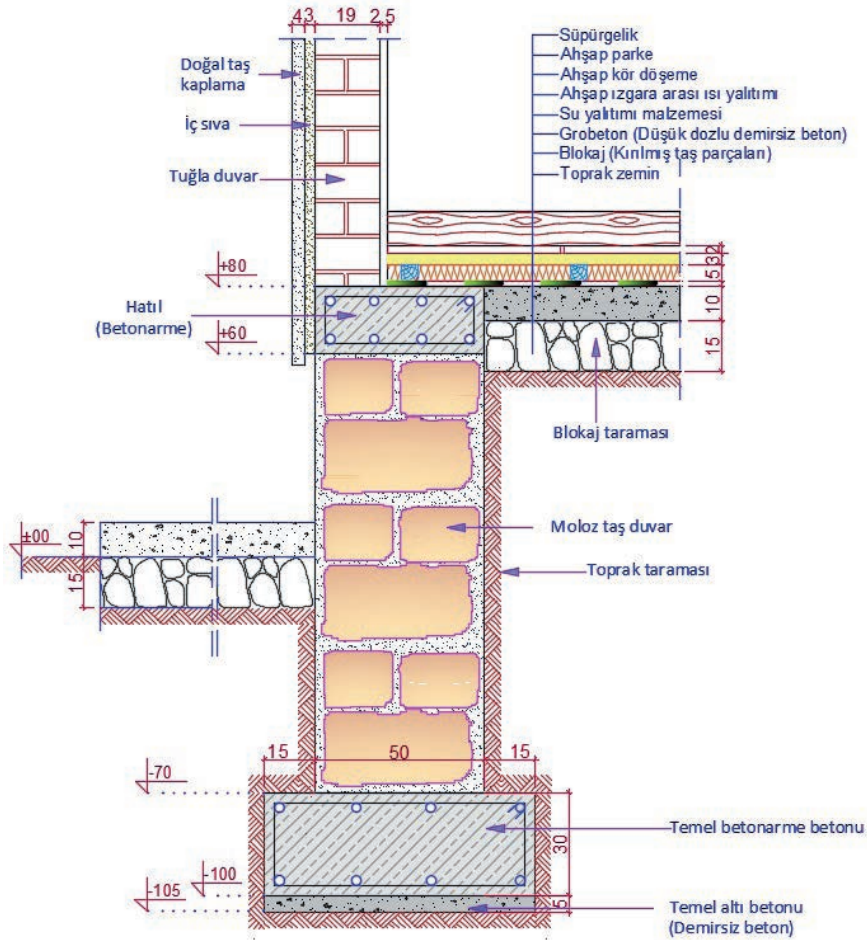 43 19 2,5
Süpürgelik
Ahşap parke
Ahşap kör döşeme
Ahşap ızgara arası ısı yalıtımı
Su yalıtımı malzemesi
Grobeton (Düşük dozlu demirsiz beton)
Blokaj (Kırılmış taş parçaları)
Toprak zemin
Doğal taş
kaplama
İç sıva
Tuğla duvar
+80
5 3 2
10
15
Hatıl
(Betonarme)
+60
Blokaj taraması
±00
10
15
Moloz taş duvar
Toprak taraması
15 50 15
-70
30
Temel betonarme betonu
-100
-105
5
Temel altı betonu
(Demirsiz beton)